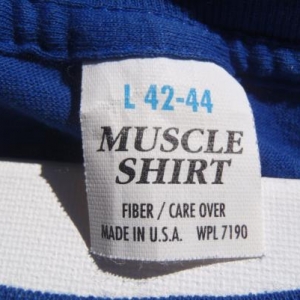 L 42-44
MUSCLE
SHIRT
FIBER / CARE OVER
MADE IN U.S.A. WPL 7190